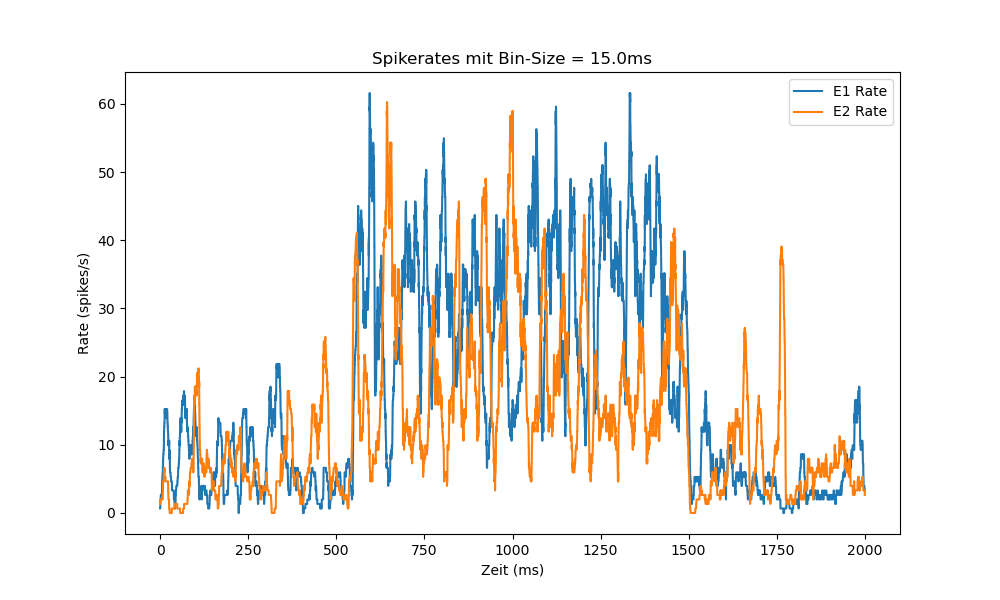 Spikerates mit Bin-Size = 15.0ms
E1 Rate
E2 Rate
60
50
40
30
20
10
0
Rate (spikes/s)
0 250 500 750 1000 1250 1500 1750 2000
Zeit (ms)